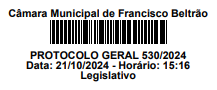 Câmara Municipal de Francisco Beltrão
PROTOCOLO GERAL 530/2024
Data: 21/10/2024 - Horário: 15:16
Legislativo